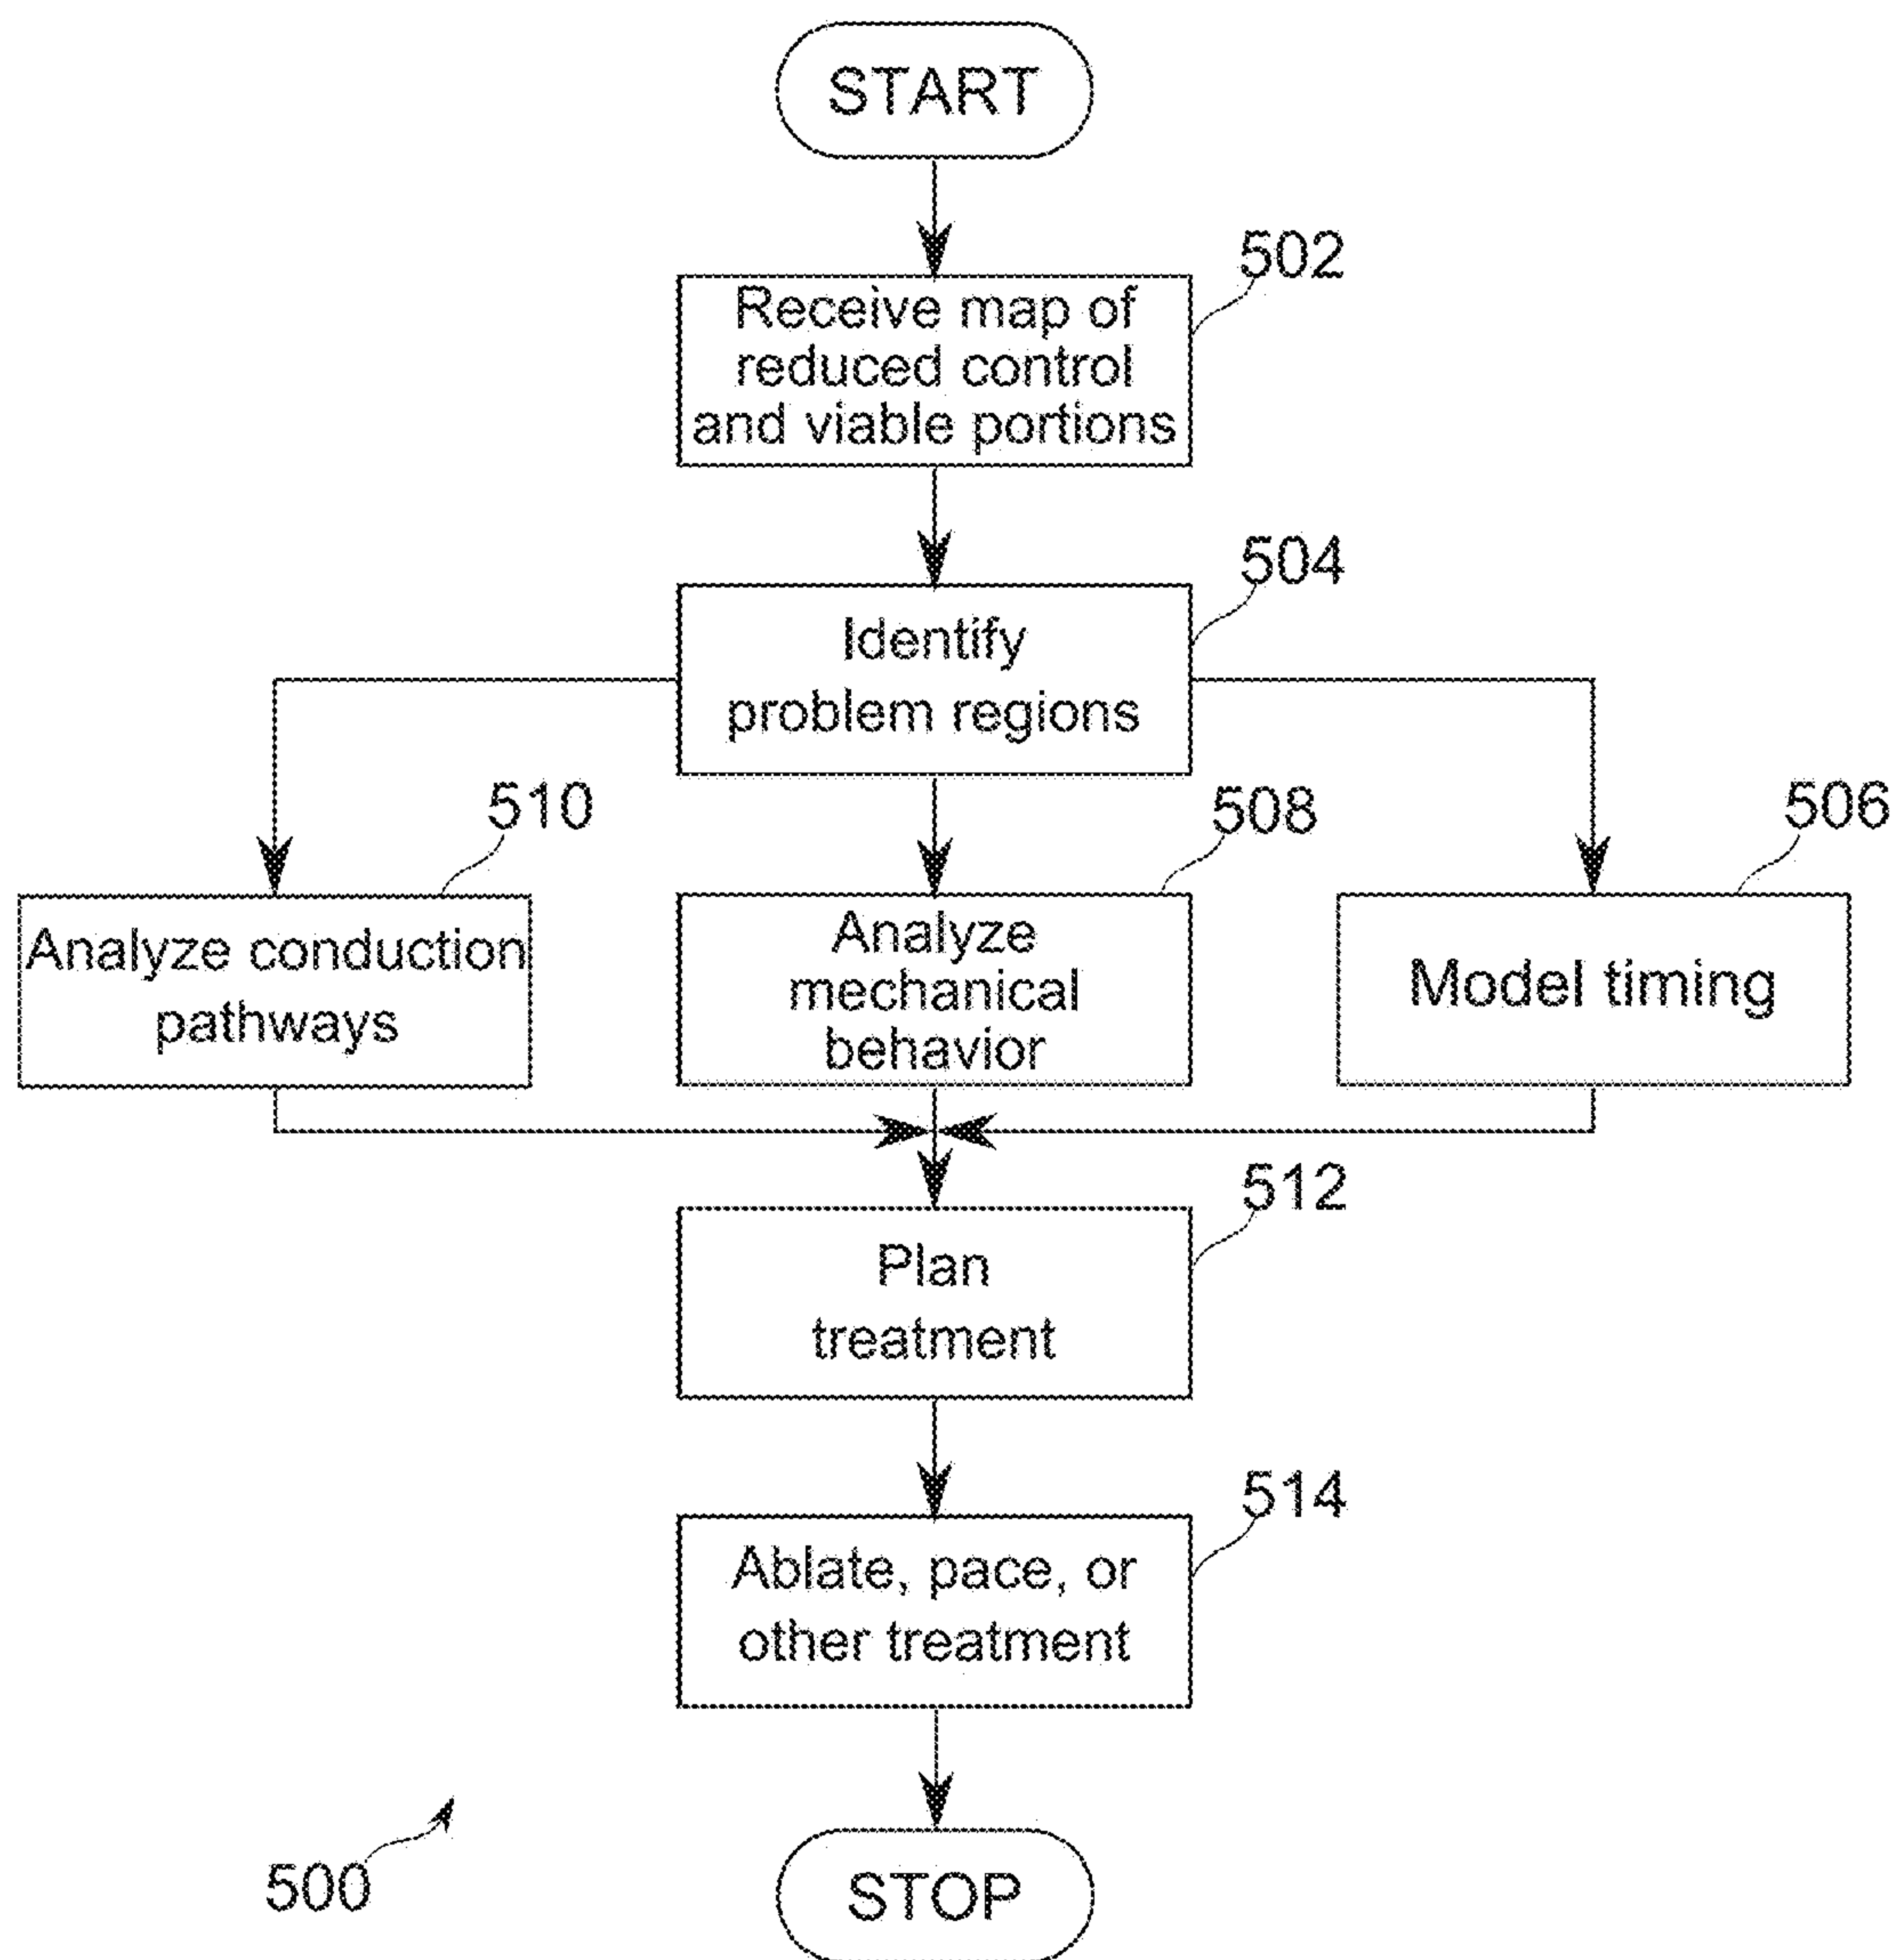 START
502
Receive map of
reduced control
and viable portions
504
Identify
problem regions
510
508
506
Analyze conduction
pathways
Analyze
mechanical
behavior
Model timing
512
Plan
treatment
514
Ablate, pace, or
other treatment
500
STOP